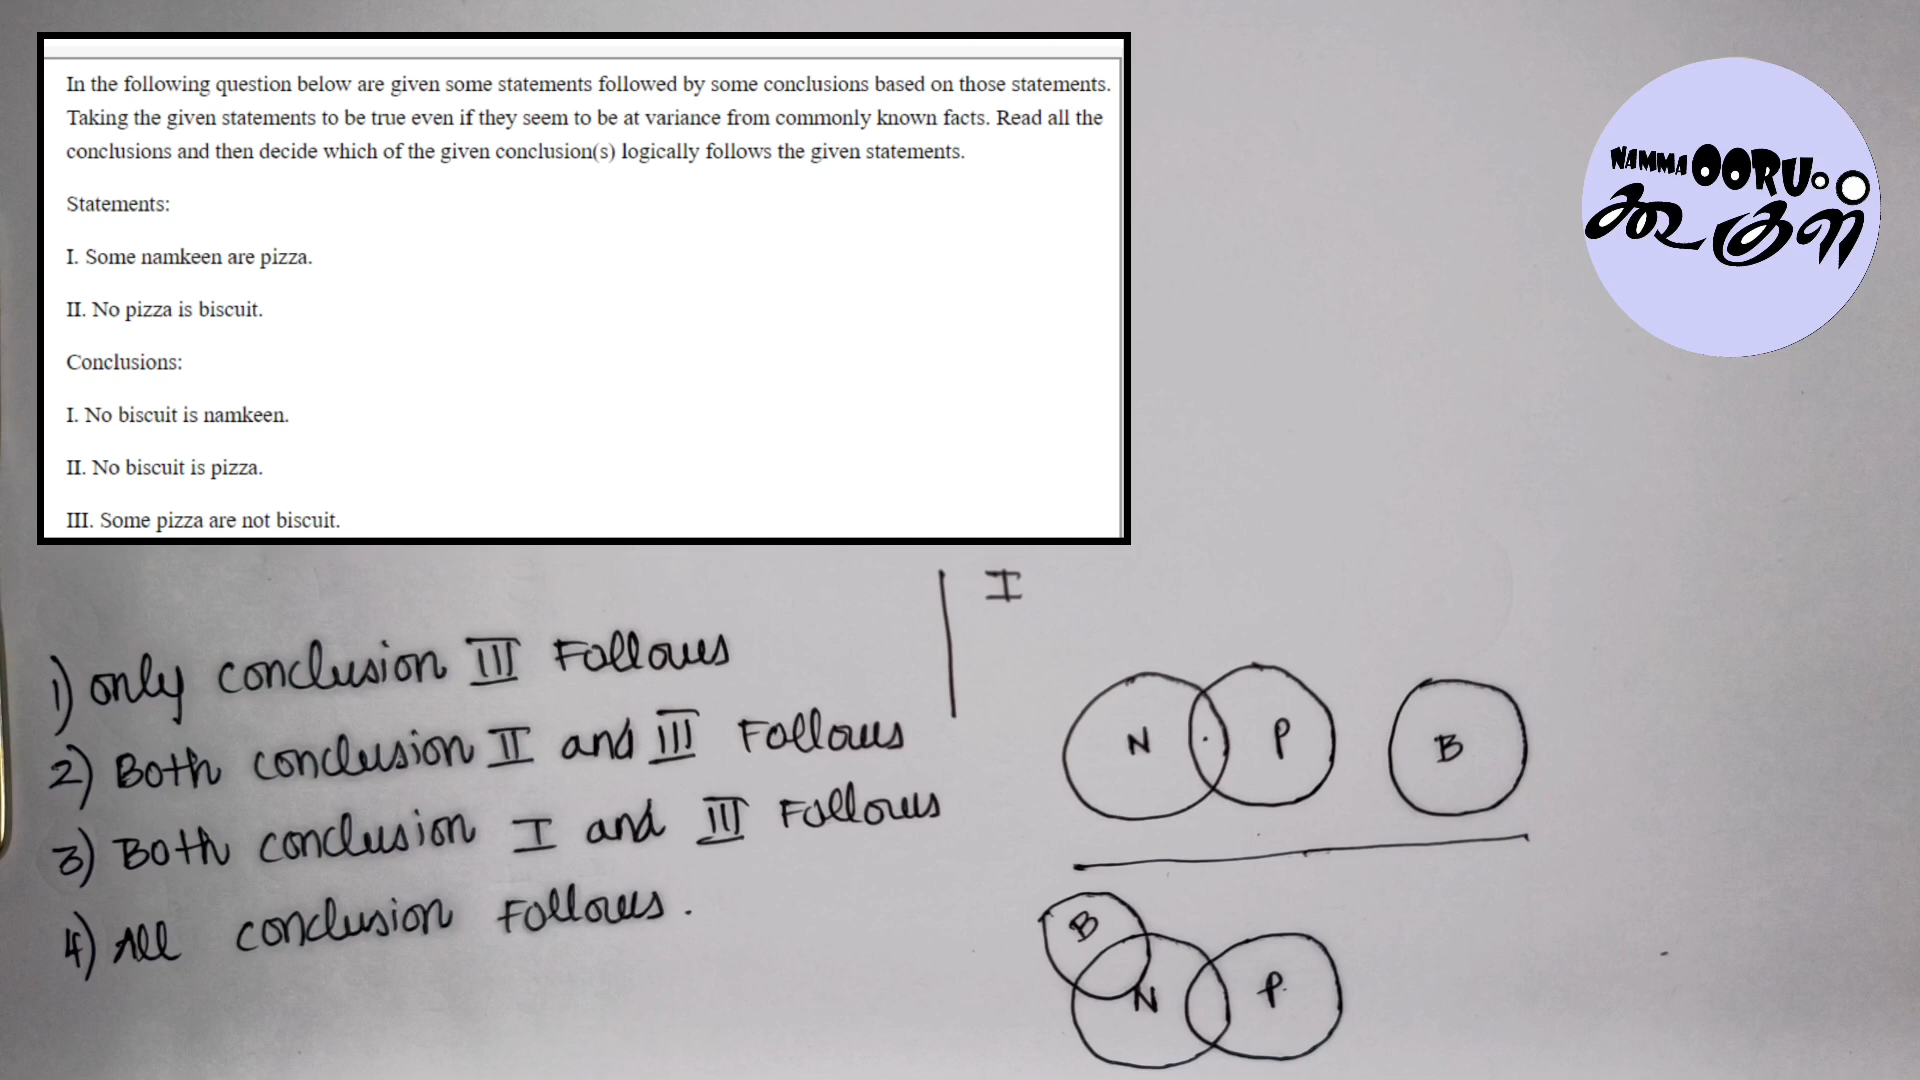 In the following question below are given some statements followed by some conclusions based on those statements.
Taking the given statements to be true even if they seem to be at variance from commonly known facts. Read all the
conclusions and then decide which of the given conclusion(s) logically follows the given statements.
Statements:
I. Some namkeen are pizza.
II. No pizza is biscuit.
Conclusions:
I. No biscuit is namkeen.
II. No biscuit is pizza.
III. Some pizza are not biscuit.
NAMMA OORU
கூகுள்
1) only conclusion III Follows
2) Both conclusion II and III Follows
3) Both conclusion I and III Follows
4) All conclusion Follows.
I
N P B
B
N P